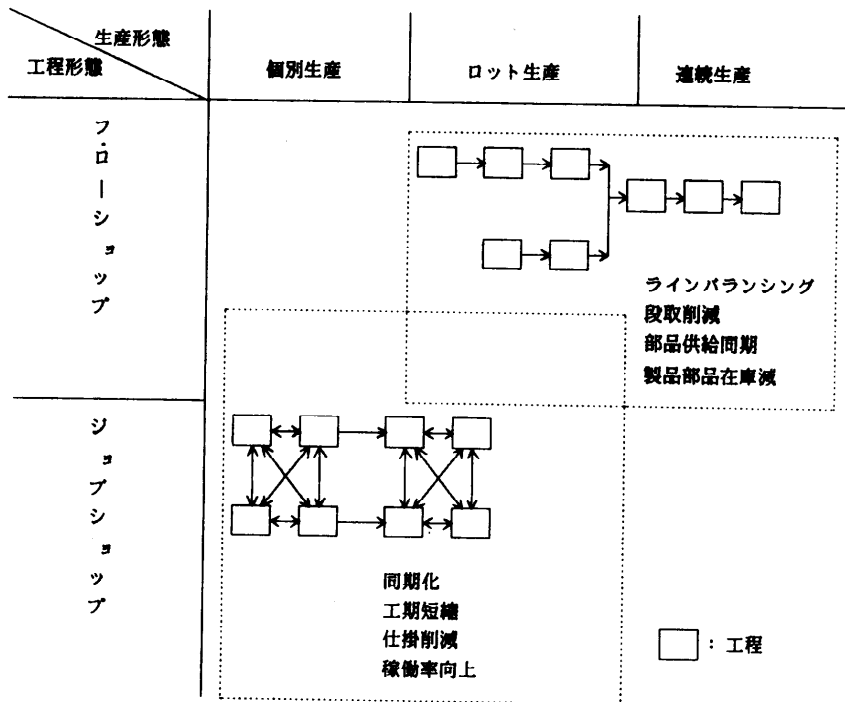 生産形態
工程形態
個別生産
ロット生産
連続生産
フローショップ
ラインバランシング
段取削減
部品供給同期
製品部品在庫減
ジョブショップ
同期化
工期短縮
仕掛削減
稼働率向上
:工程